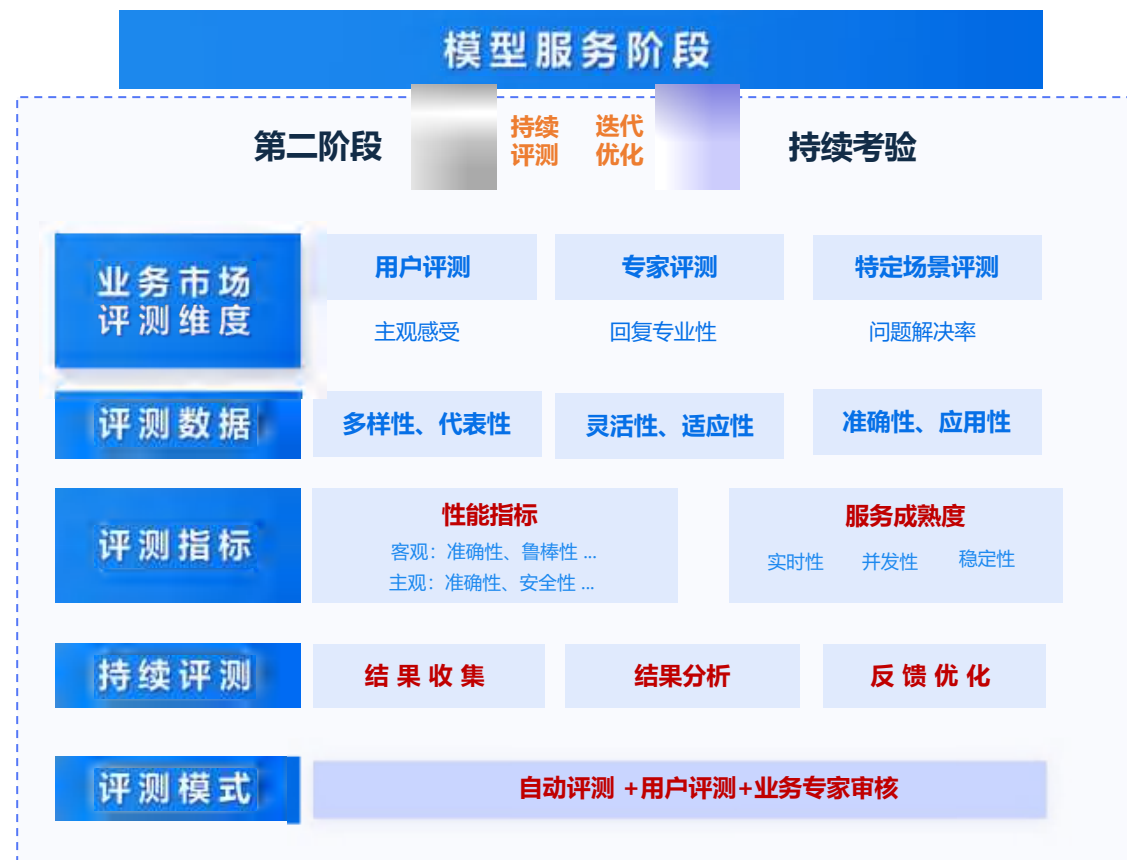 模型服务阶段
第二阶段
持续
评测
迭代
优化
持续考验
业务市场
评测维度
用户评测
专家评测
特定场景评测
主观感受
回复专业性
问题解决率
评测数据
多样性、代表性
灵活性、适应性
准确性、应用性
评测指标
性能指标
客观：准确性、鲁棒性 ...
主观：准确性、安全性 ...
服务成熟度
实时性
并发性
稳定性
持续评测
结 果 收 集
结果分析
反 馈 优 化
评测模式
自动评测 +用户评测+业务专家审核